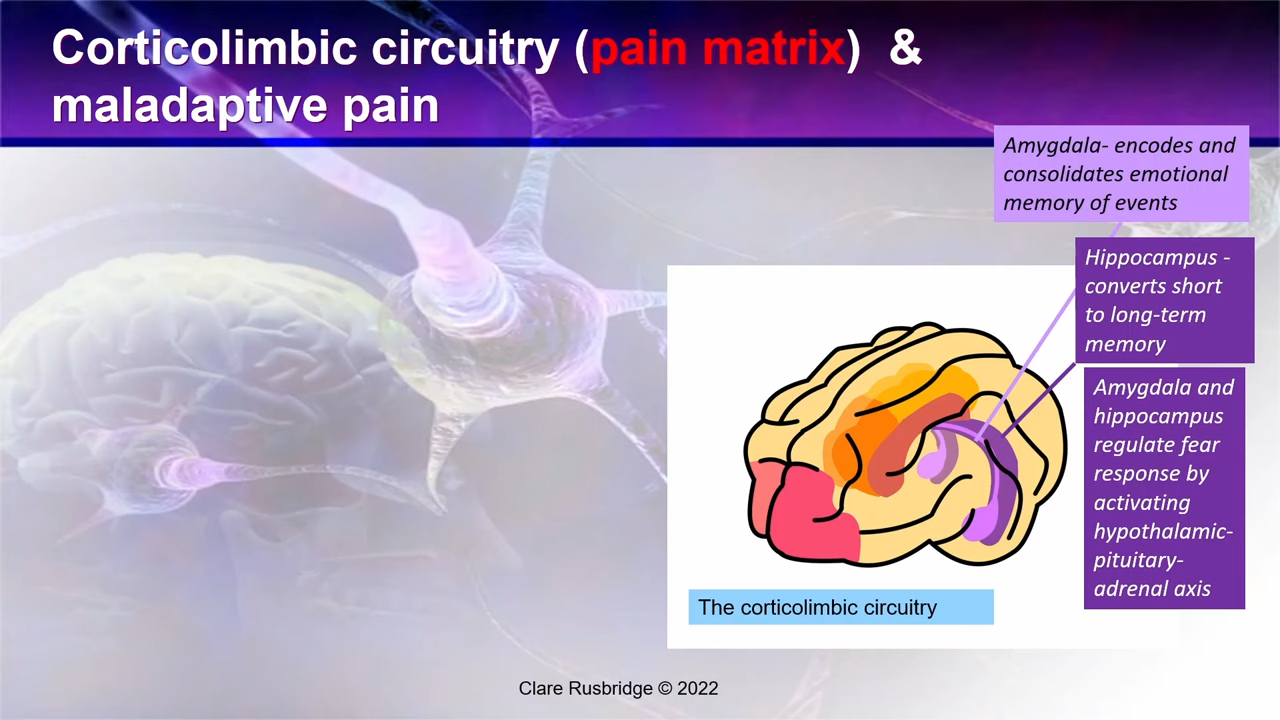 Corticolimbic circuitry (pain matrix) &
maladaptive pain
Amygdala- encodes and
consolidates emotional
memory of events
Hippocampus -
converts short
to long-term
memory
Amygdala and
hippocampus
regulate fear
response by
activating
hypothalamic-
pituitary-
adrenal axis
The corticolimbic circuitry
Clare Rusbridge © 2022